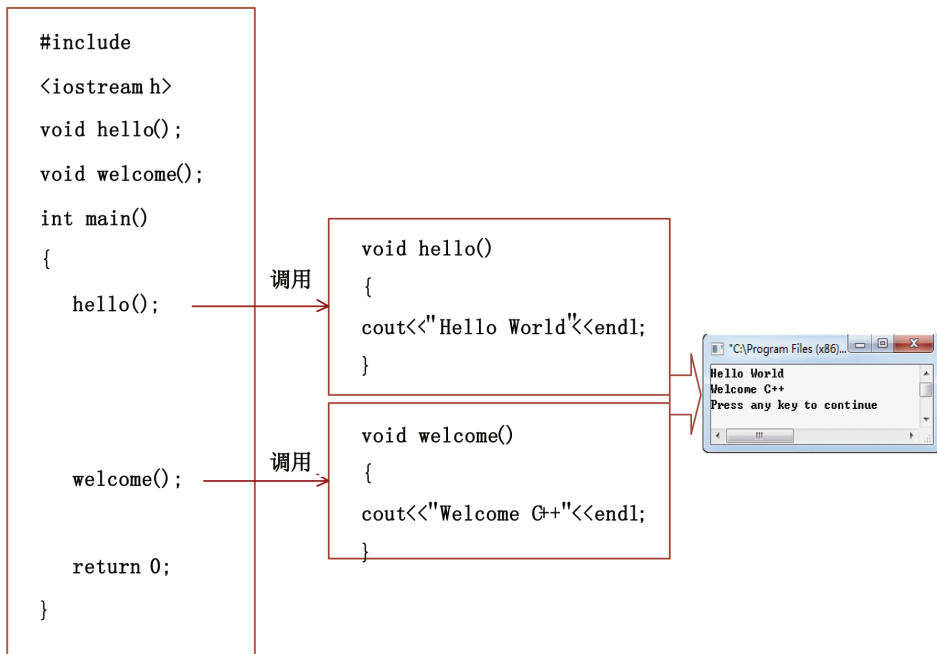 #include
<iostream h>
void hello();
void welcome();
int main()
{
hello();
welcome();
return 0;
}
调用
void hello()
{
cout<<"Hello World"<<endl;
}
调用
void welcome()
{
cout<<"Welcome C++"<<endl;
}
"C:\Program Files (x86)...
Hello World
Welcome C++
Press any key to continue